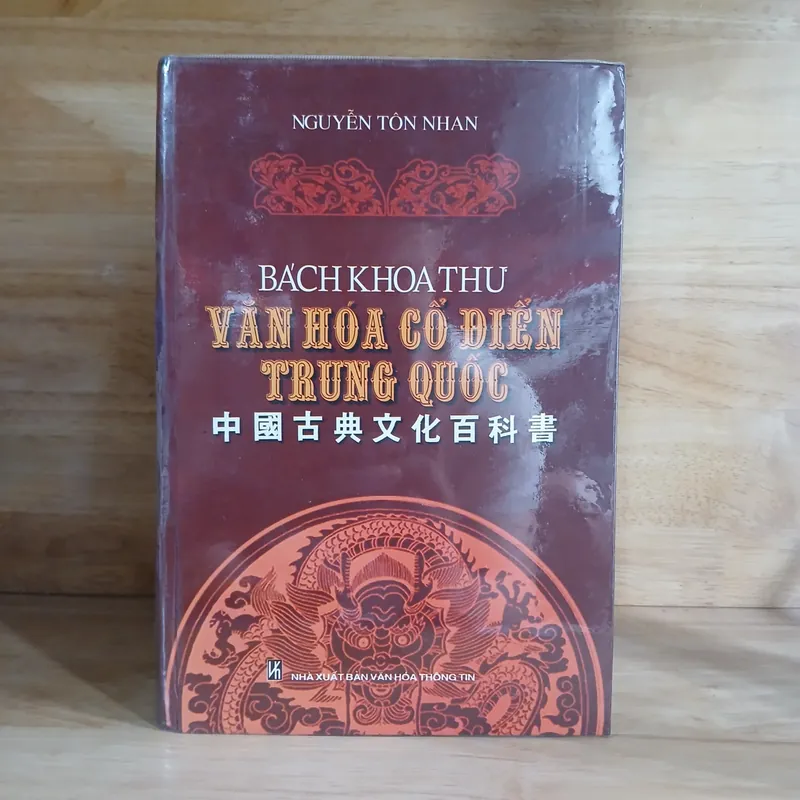 NGUYỄN TÔN NHAN
BÁCH KHOA THƯ
VĂN HÓA CỔ ĐIỂN
TRUNG QUỐC
中國古典文化百科書
NHÀ XUẤT BẢN VĂN HÓA THÔNG TIN